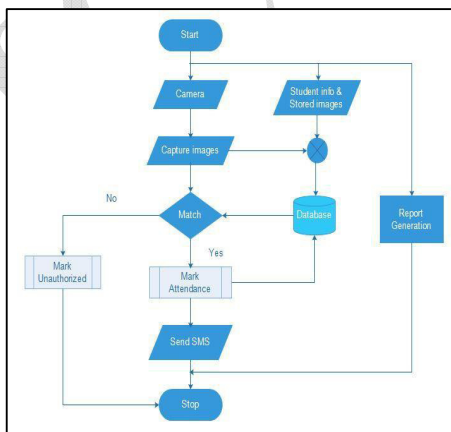 Start
Camera
Student info &
Stored images
Capture images
No
Match
Database
Report
Generation
Yes
Mark
Unauthorized
Mark
Attendance
Send SMS
Stop